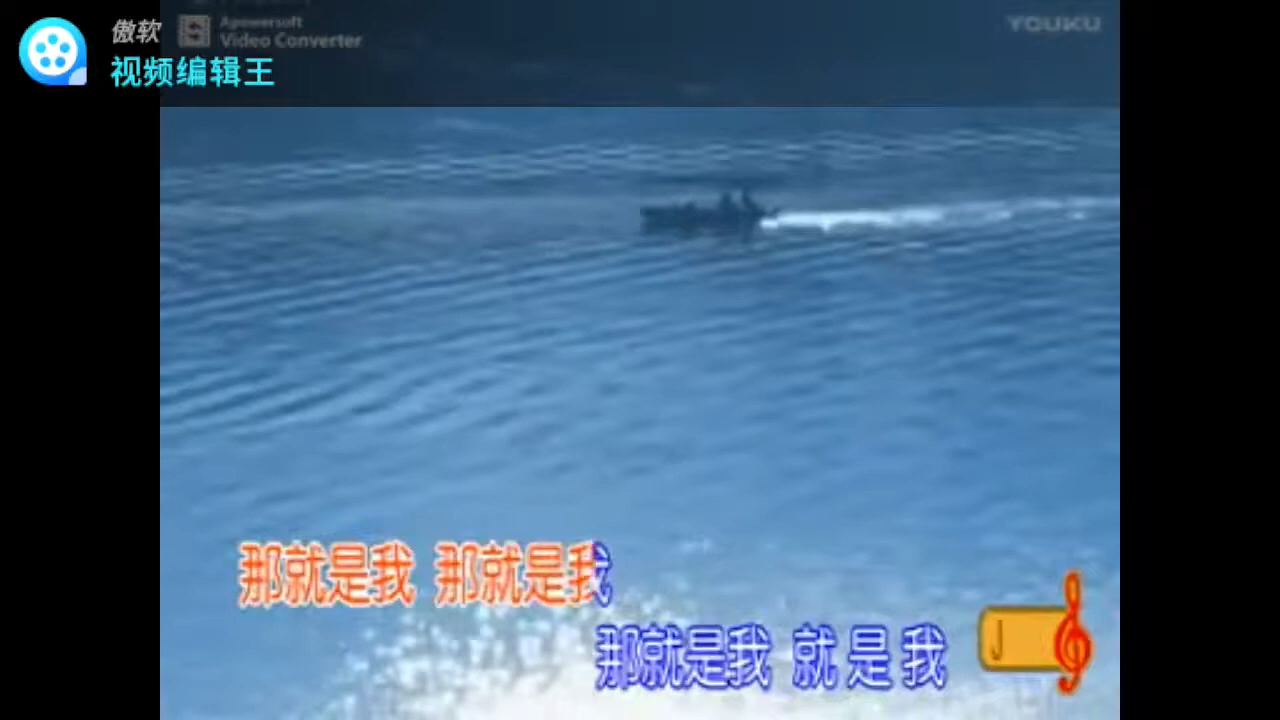 傲软
视频编辑王
Apowersoft
Video Converter
YOUKU
那就是我 那就是我
那就是我 就 是 我